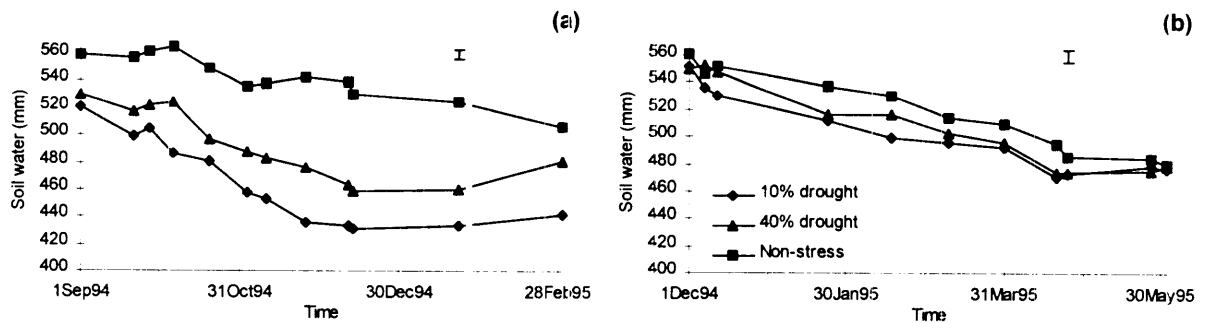 (a)
560
540
520
500
480
460
440
420
400
Soil water (mm)
1Sep94
31Oct94
30Dec94
28Feb95
Time
(b)
560
540
520
500
480
460
440
420
400
Soil water (mm)
10% drought
40% drought
Non-stress
1Dec94
30Jan95
31Mar95
30May95
Time